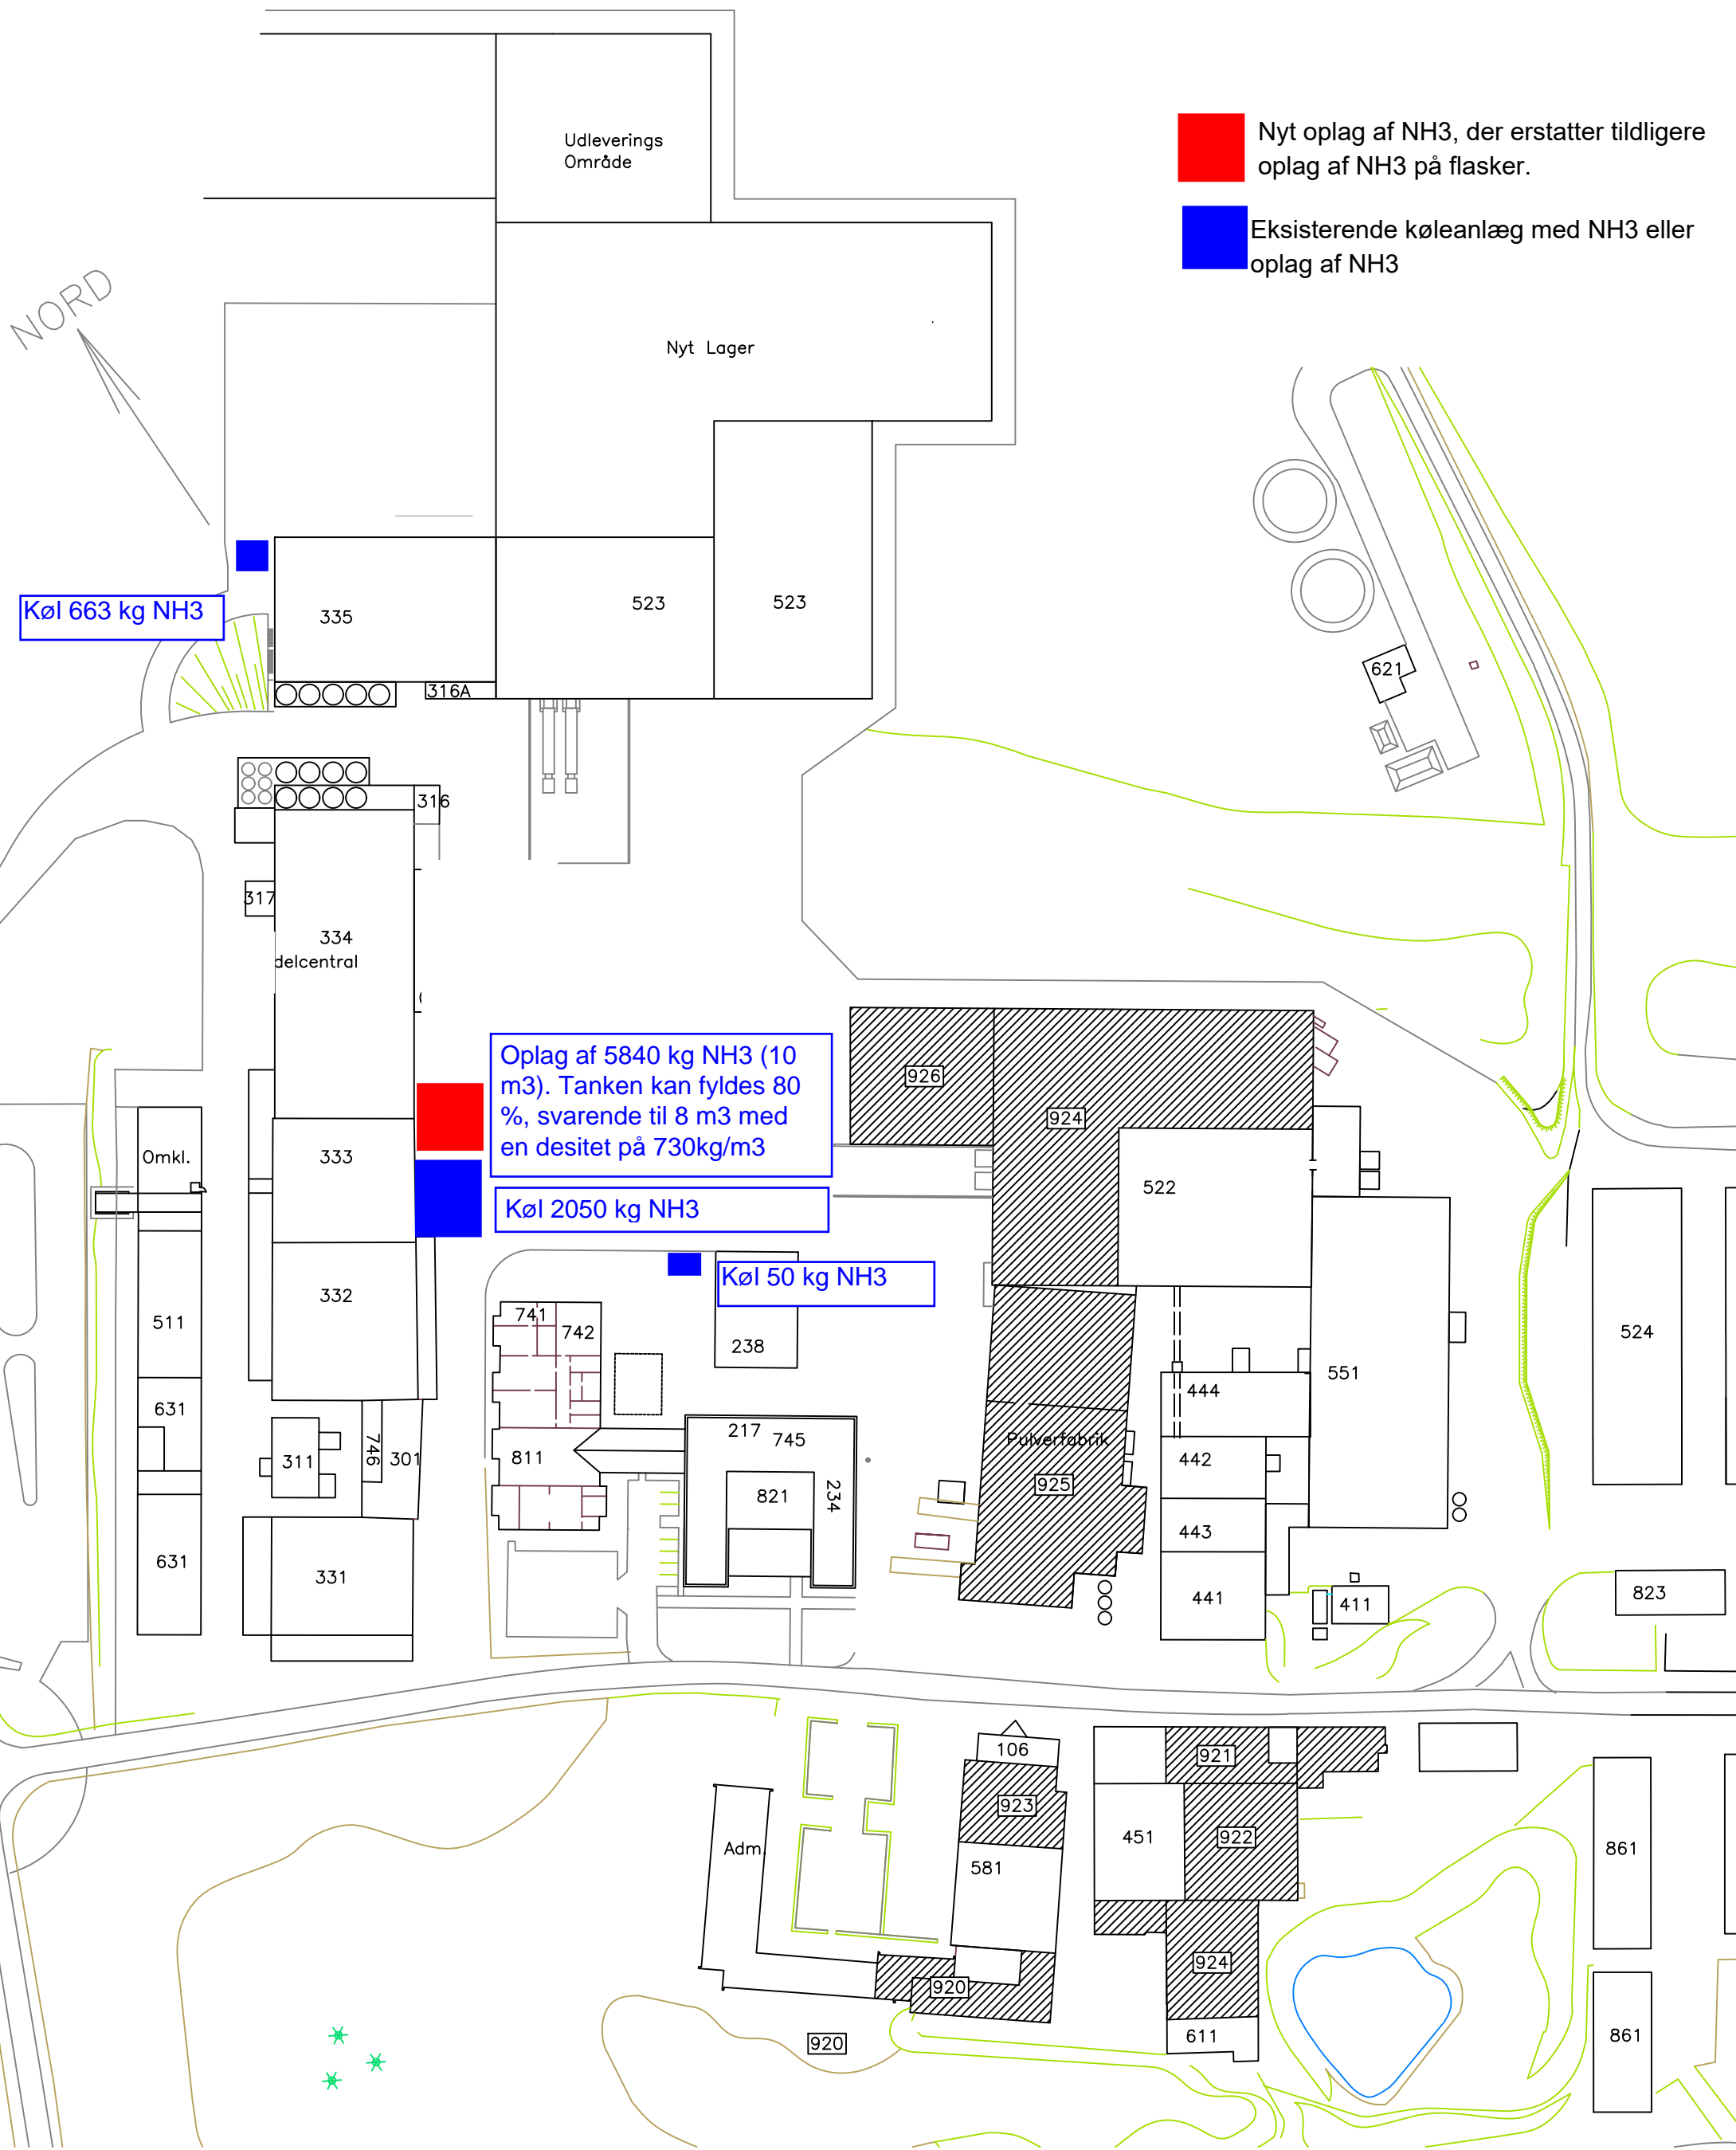 Udleverings
Område
Nyt oplag af NH3, der erstatter tildligere
oplag af NH3 på flasker.
Eksisterende køleanlæg med NH3 eller
oplag af NH3
NORD
Nyt Lager
Køl 663 kg NH3
335
523
523
316A
621
316
317
334
delcentral
Oplag af 5840 kg NH3 (10
m3). Tanken kan fyldes 80
%, svarende til 8 m3 med
en desitet på 730kg/m3
926
924
Omkl.
333
522
Køl 2050 kg NH3
Køl 50 kg NH3
332
511
741
742
238
524
551
444
631
217
745
Pulverfabrik
746
311
301
811
442
925
821
234
443
631
331
441
411
823
106
921
923
451
922
Adm.
581
861
924
920
920
611
861